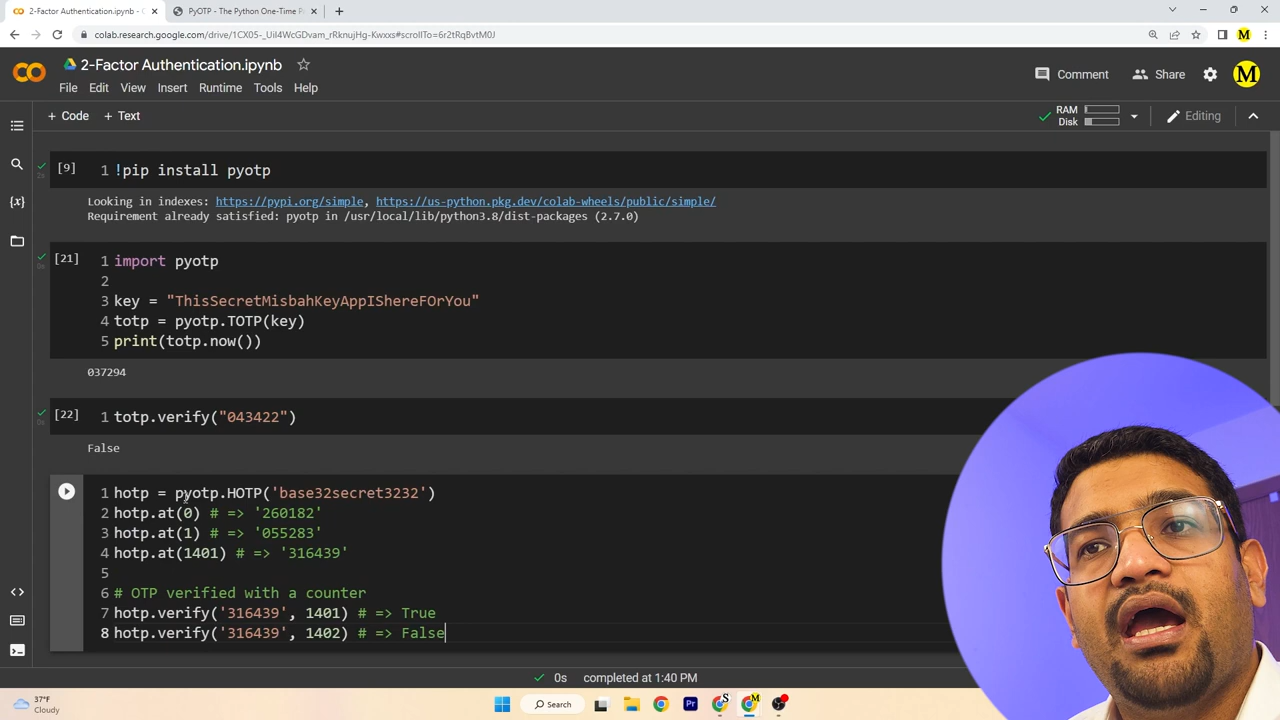 2-Factor Authentication.ipynb - C
PyOTP - The Python One-Time P
colab.research.google.com/drive/1CX05-_Uil4WcGDvam_rRknujHg-Kwxxs#scrollTo=6r2tRqBvtM0J
M
2-Factor Authentication.ipynb
File Edit View Insert Runtime Tools Help
Comment Share M
+ Code + Text
RAM
Disk
Editing
[9] 1 !pip install pyotp
2s
Looking in indexes: https://pypi.org/simple, https://us-python.pkg.dev/colab-wheels/public/simple/
Requirement already satisfied: pyotp in /usr/local/lib/python3.8/dist-packages (2.7.0)
[21] 1 import pyotp
0s
2
3 key = "ThisSecretMisbahKeyAppIShereFOrYou"
4 totp = pyotp.TOTP(key)
5 print(totp.now())
037294
[22] 1 totp.verify("043422")
0s
False
1 hotp = pyotp.HOTP('base32secret3232')
2 hotp.at(0) # => '260182'
3 hotp.at(1) # => '055283'
4 hotp.at(1401) # => '316439'
5
6 # OTP verified with a counter
7 hotp.verify('316439', 1401) # => True
8 hotp.verify('316439', 1402) # => False
0s completed at 1:40 PM
37°F
Cloudy
Search
Pr
S
M